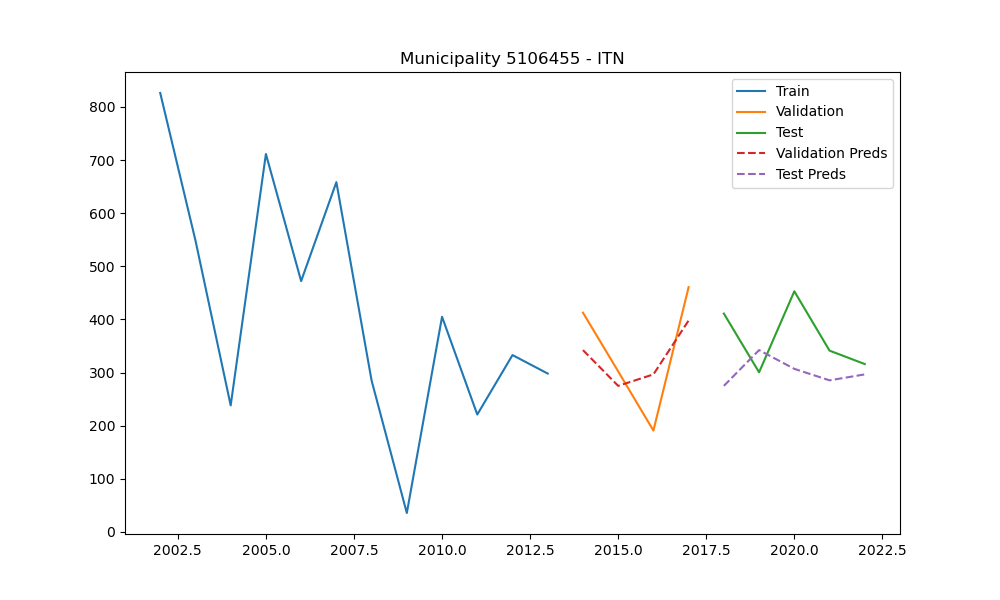 Municipality 5106455 - ITN
Train
Validation
Test
Validation Preds
Test Preds
800
700
600
500
400
300
200
100
0
2002.5 2005.0 2007.5 2010.0 2012.5 2015.0 2017.5 2020.0 2022.5